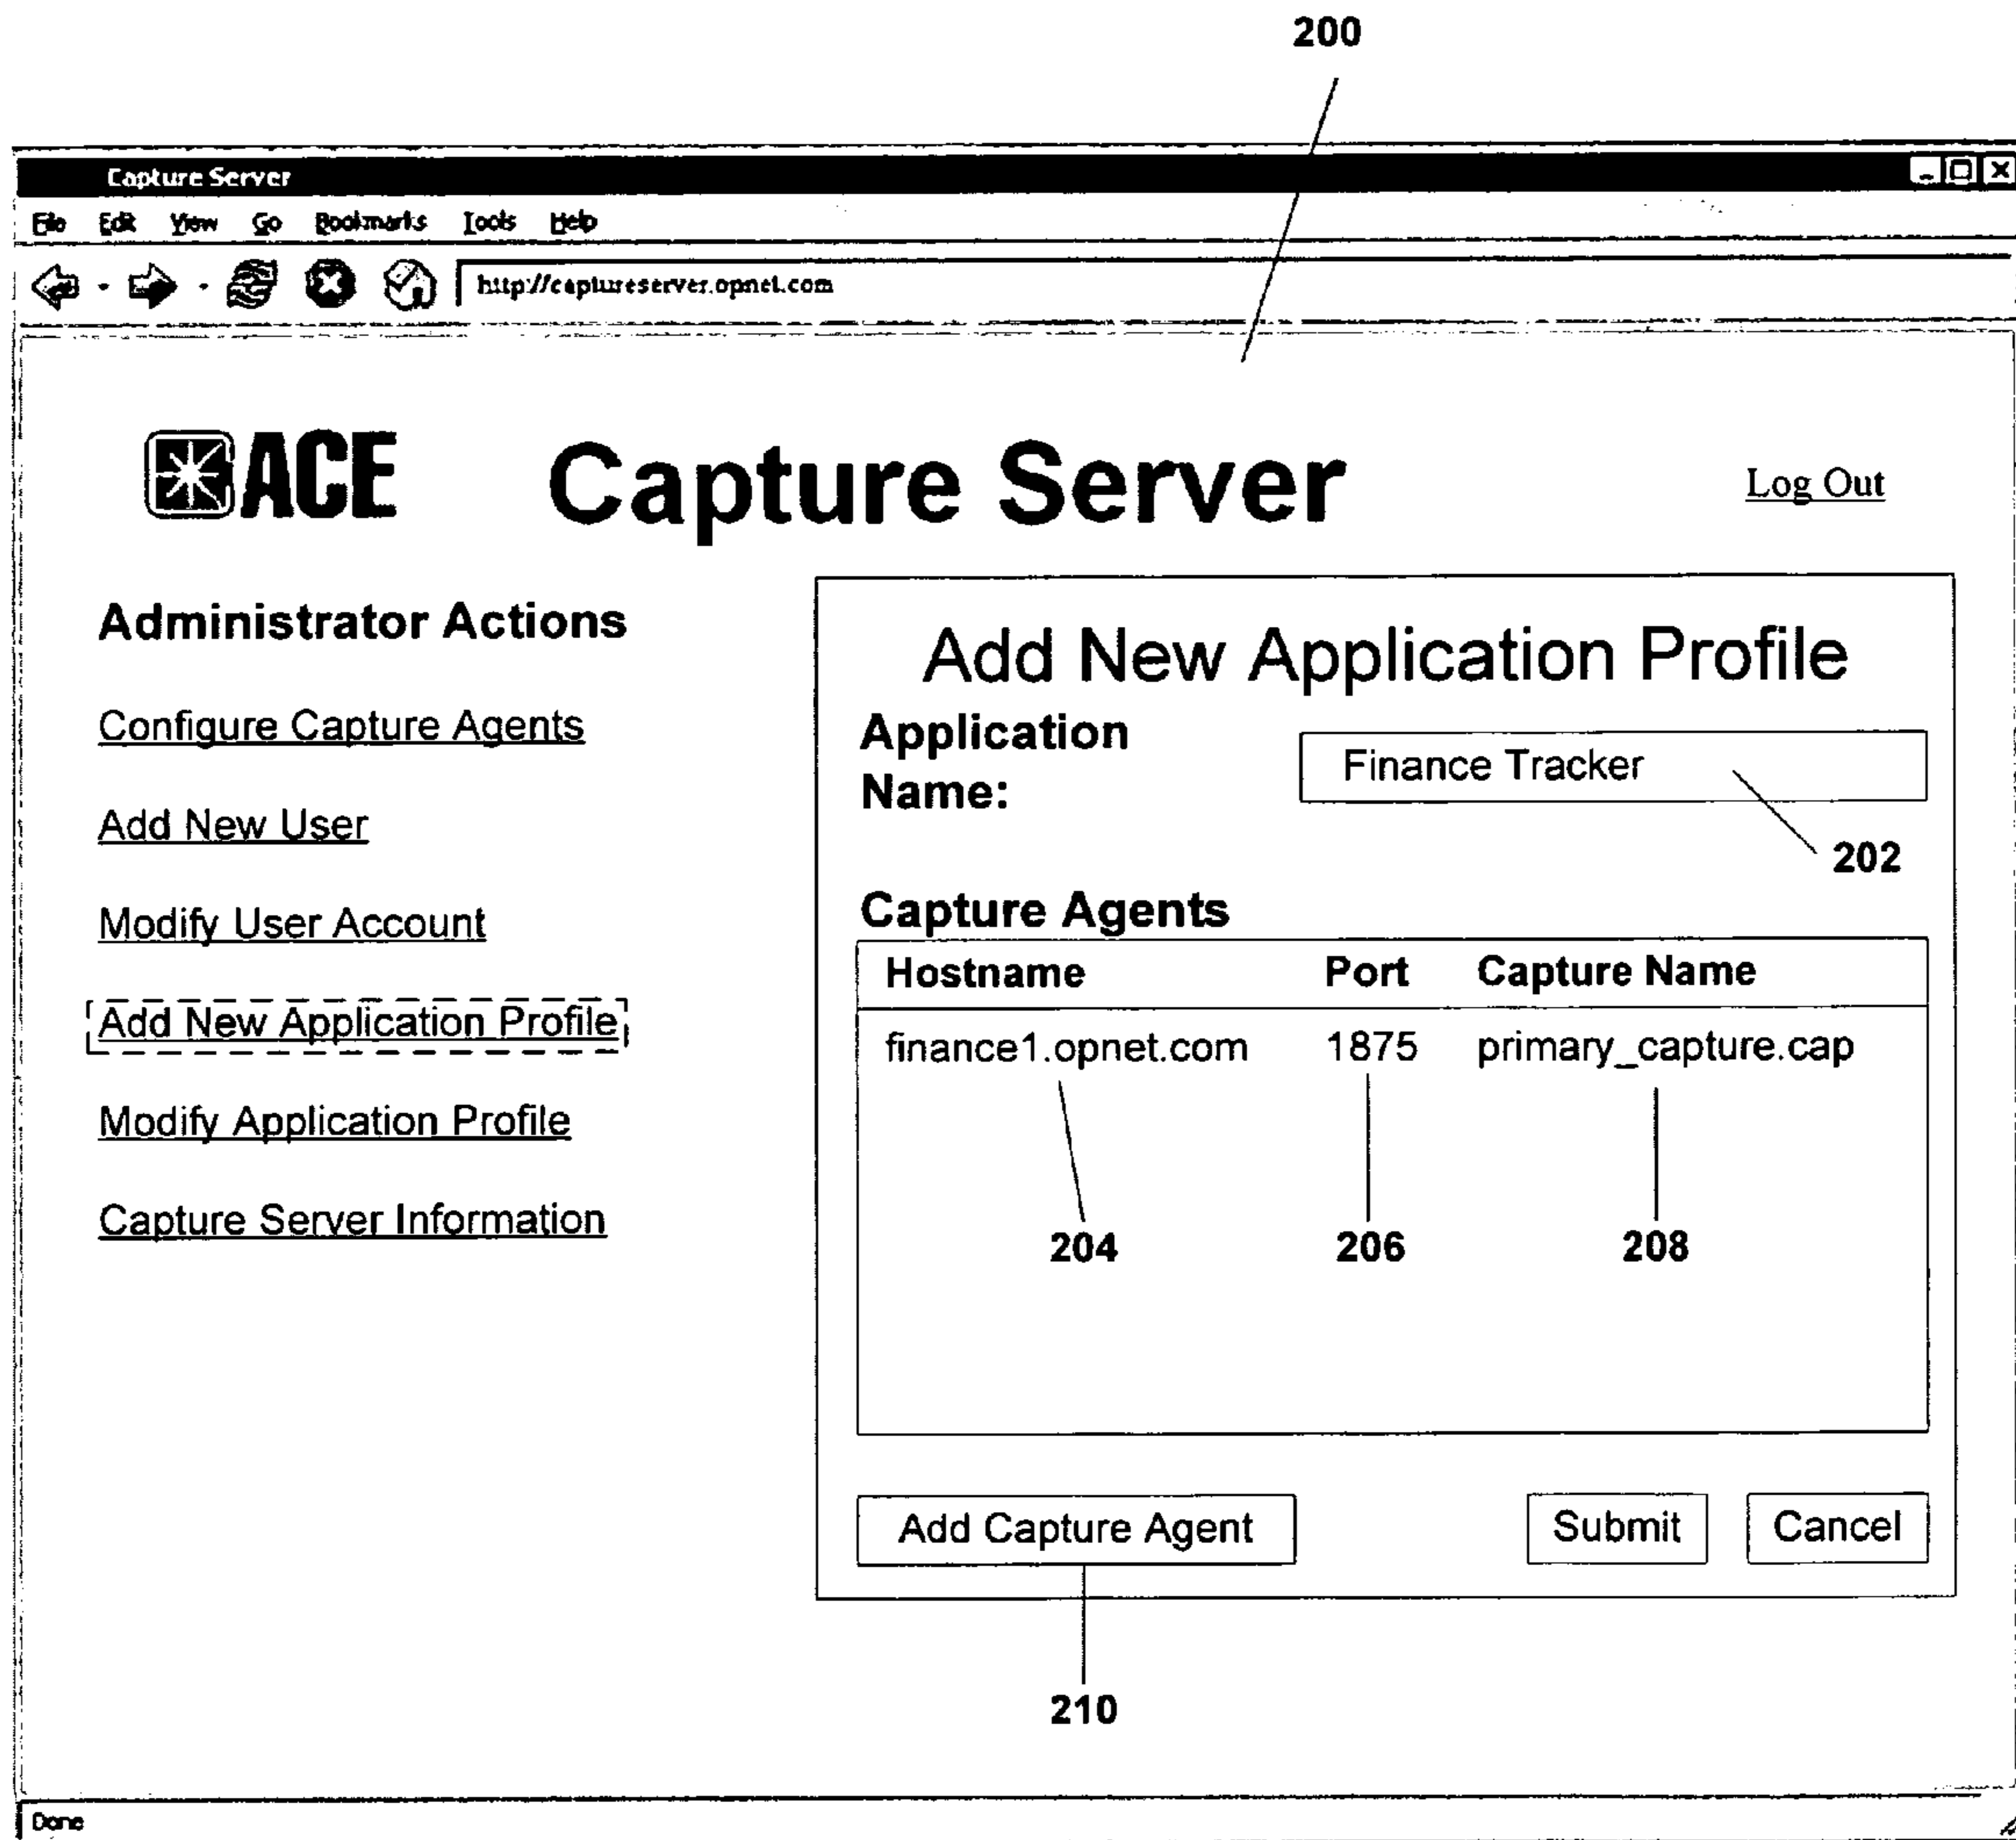 200
Capture Server
File Edit View Go Bookmarks Tools Help
http://captureserver.opnet.com
ACE Capture Server Log Out
Administrator Actions
Configure Capture Agents
Add New User
Modify User Account
Add New Application Profile
Modify Application Profile
Capture Server Information
Add New Application Profile
Application
Name:
Finance Tracker
202
Capture Agents
Hostname Port Capture Name
finance1.opnet.com 1875 primary_capture.cap
204 206 208
Add Capture Agent Submit Cancel
210
Done